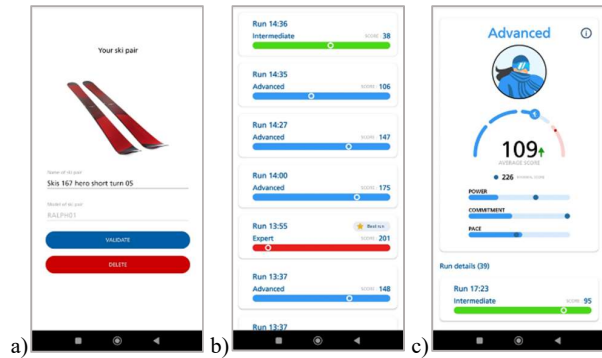 a)
Your ski pair
Name of ski pair
Skis 167 hero short turn 05
Model of ski pair
RALPH01
VALIDATE
DELETE
b)
Run 14:36
Intermediate SCORE : 38
Run 14:35
Advanced SCORE : 106
Run 14:27
Advanced SCORE : 147
Run 14:00
Advanced SCORE : 175
Run 13:55 Best run
Expert SCORE : 201
Run 13:37
Advanced SCORE : 148
Run 13:37
c)
Advanced
109
AVERAGE SCORE
226
POWER
COMMITMENT
PACE
Run details (39)
Run 17:23
Intermediate SCORE : 95